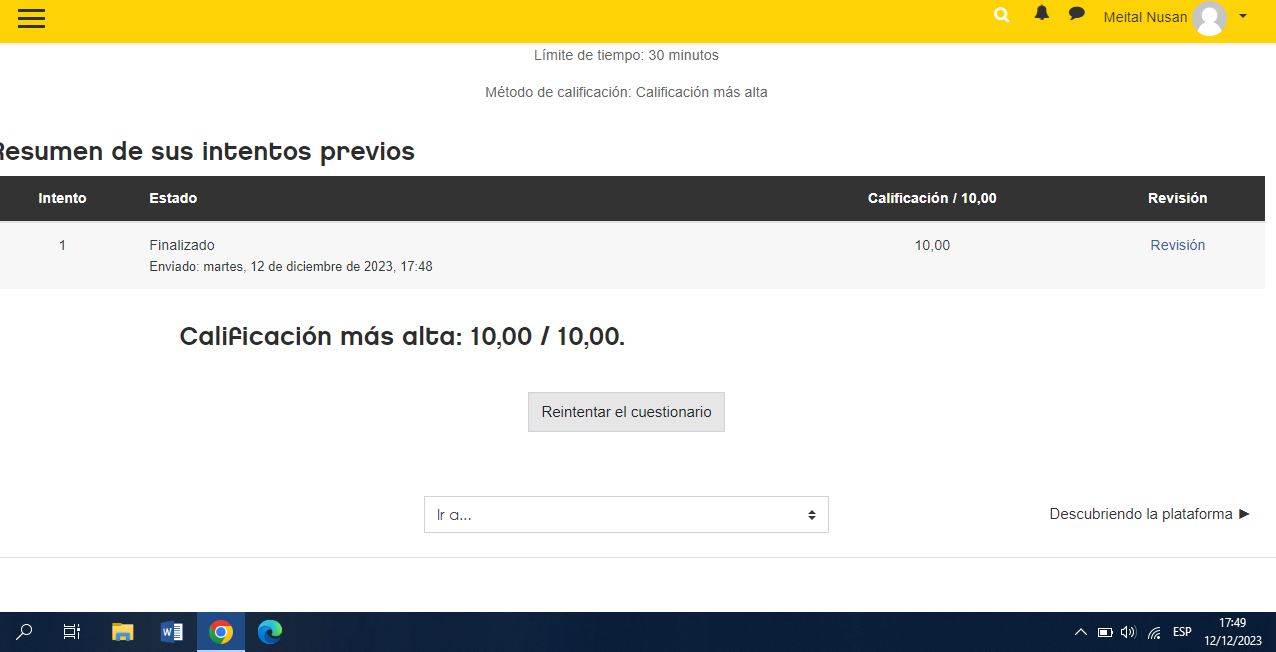 Meital Nusan
Límite de tiempo: 30 minutos
Método de calificación: Calificación más alta
Resumen de sus intentos previos
Intento Estado Calificación / 10,00 Revisión
1 Finalizado 10,00 Revisión
Enviado: martes, 12 de diciembre de 2023, 17:48
Calificación más alta: 10,00 / 10,00.
Reintentar el cuestionario
Ir a...
Descubriendo la plataforma ►
W
ESP
17:49
12/12/2023